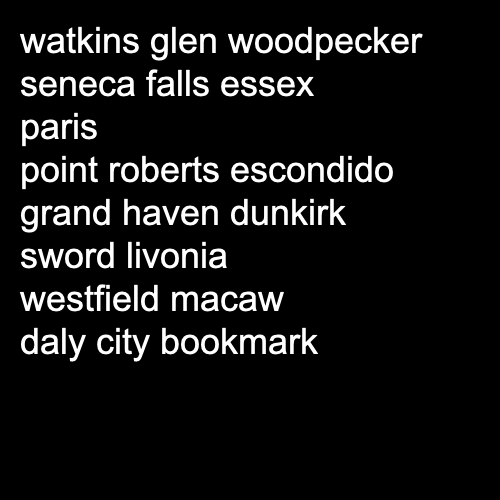 watkins glen woodpecker
seneca falls essex
paris
point roberts escondido
grand haven dunkirk
sword livonia
westfield macaw
daly city bookmark